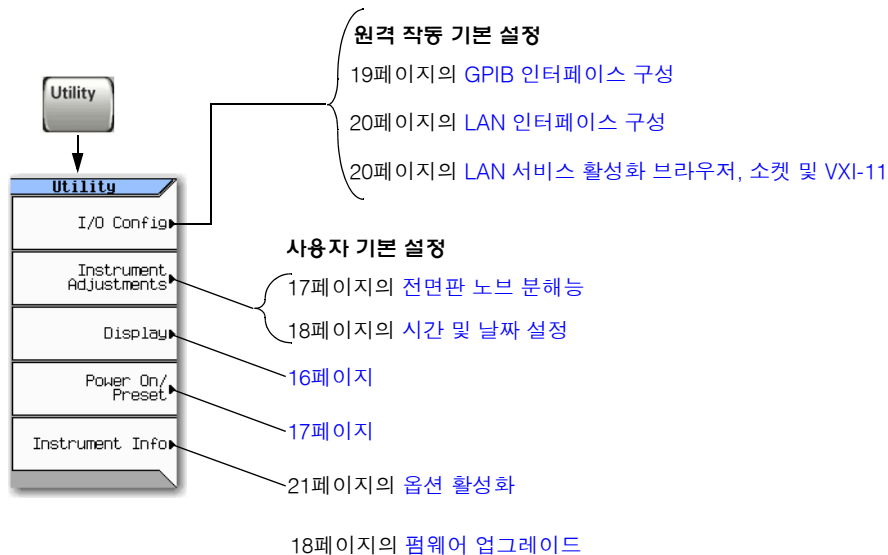 원격 작동 기본 설정
19페이지의 GPIB 인터페이스 구성
20페이지의 LAN 인터페이스 구성
20페이지의 LAN 서비스 활성화 브라우저, 소켓 및 VXI-11
Utility
Utility
I/O Config
Instrument
Adjustments
Display
Power On/
Preset
Instrument Info
사용자 기본 설정
17페이지의 전면판 노브 분해능
18페이지의 시간 및 날짜 설정
16페이지
17페이지
21페이지의 옵션 활성화
18페이지의 펌웨어 업그레이드